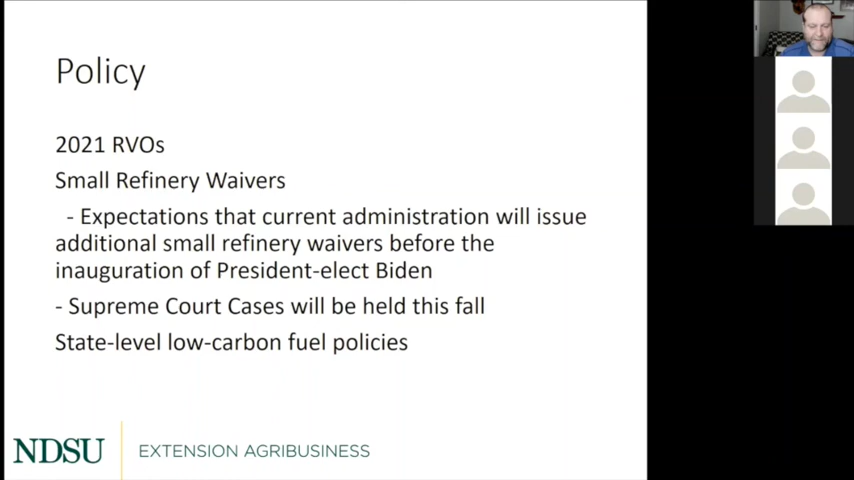 Policy
2021 RVOs
Small Refinery Waivers
- Expectations that current administration will issue
additional small refinery waivers before the
inauguration of President-elect Biden
- Supreme Court Cases will be held this fall
State-level low-carbon fuel policies
NDSU
EXTENSION AGRIBUSINESS